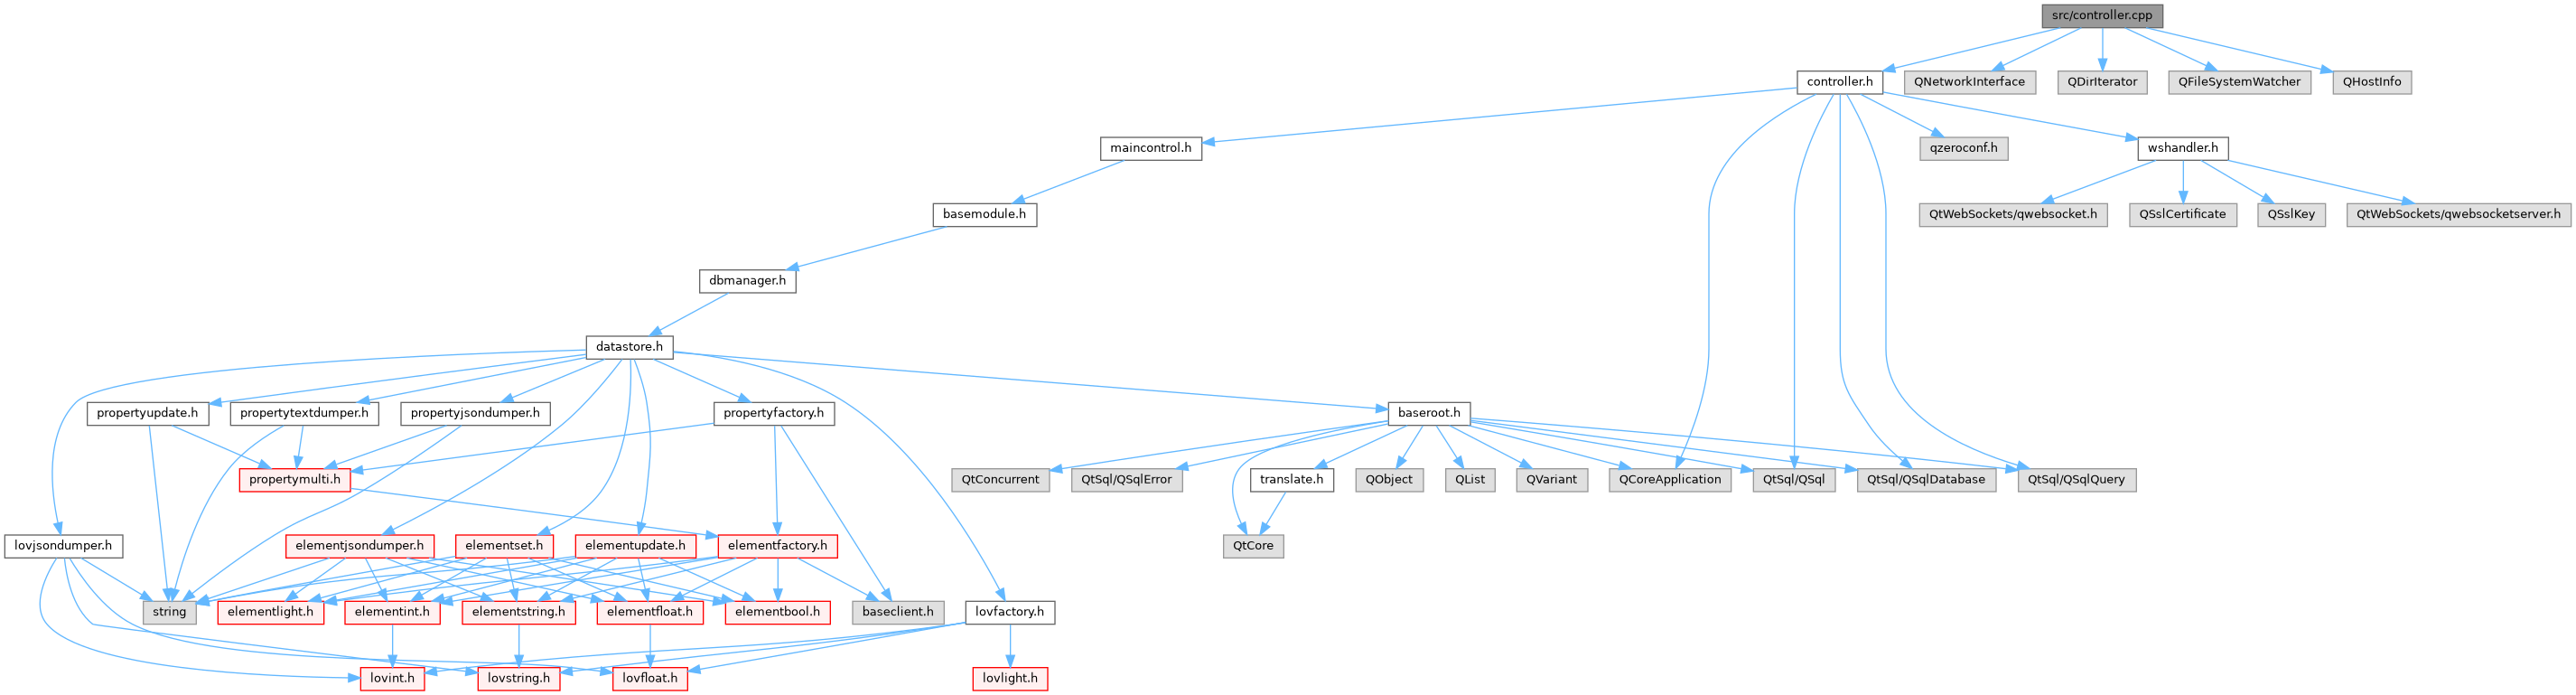 src/controller.cpp
controller.h
QNetworkInterface
QDirIterator
QFileSystemWatcher
QHostInfo
maincontrol.h
qzeroconf.h
wshandler.h
basemodule.h
QtWebSockets/qwebsocket.h
QSslCertificate
QSslKey
QtWebSockets/qwebsocketserver.h
dbmanager.h
datastore.h
propertyupdate.h
propertytextdumper.h
propertyjsondumper.h
propertyfactory.h
baseroot.h
propertymulti.h
QtConcurrent
QtSql/QSqlError
translate.h
QObject
QList
QVariant
QCoreApplication
QtSql/QSql
QtSql/QSqlDatabase
QtSql/QSqlQuery
lovjsondumper.h
elementjsondumper.h
elementset.h
elementupdate.h
elementfactory.h
QtCore
string
elementlight.h
elementint.h
elementstring.h
elementfloat.h
elementbool.h
baseclient.h
lovfactory.h
lovint.h
lovstring.h
lovfloat.h
lovlight.h